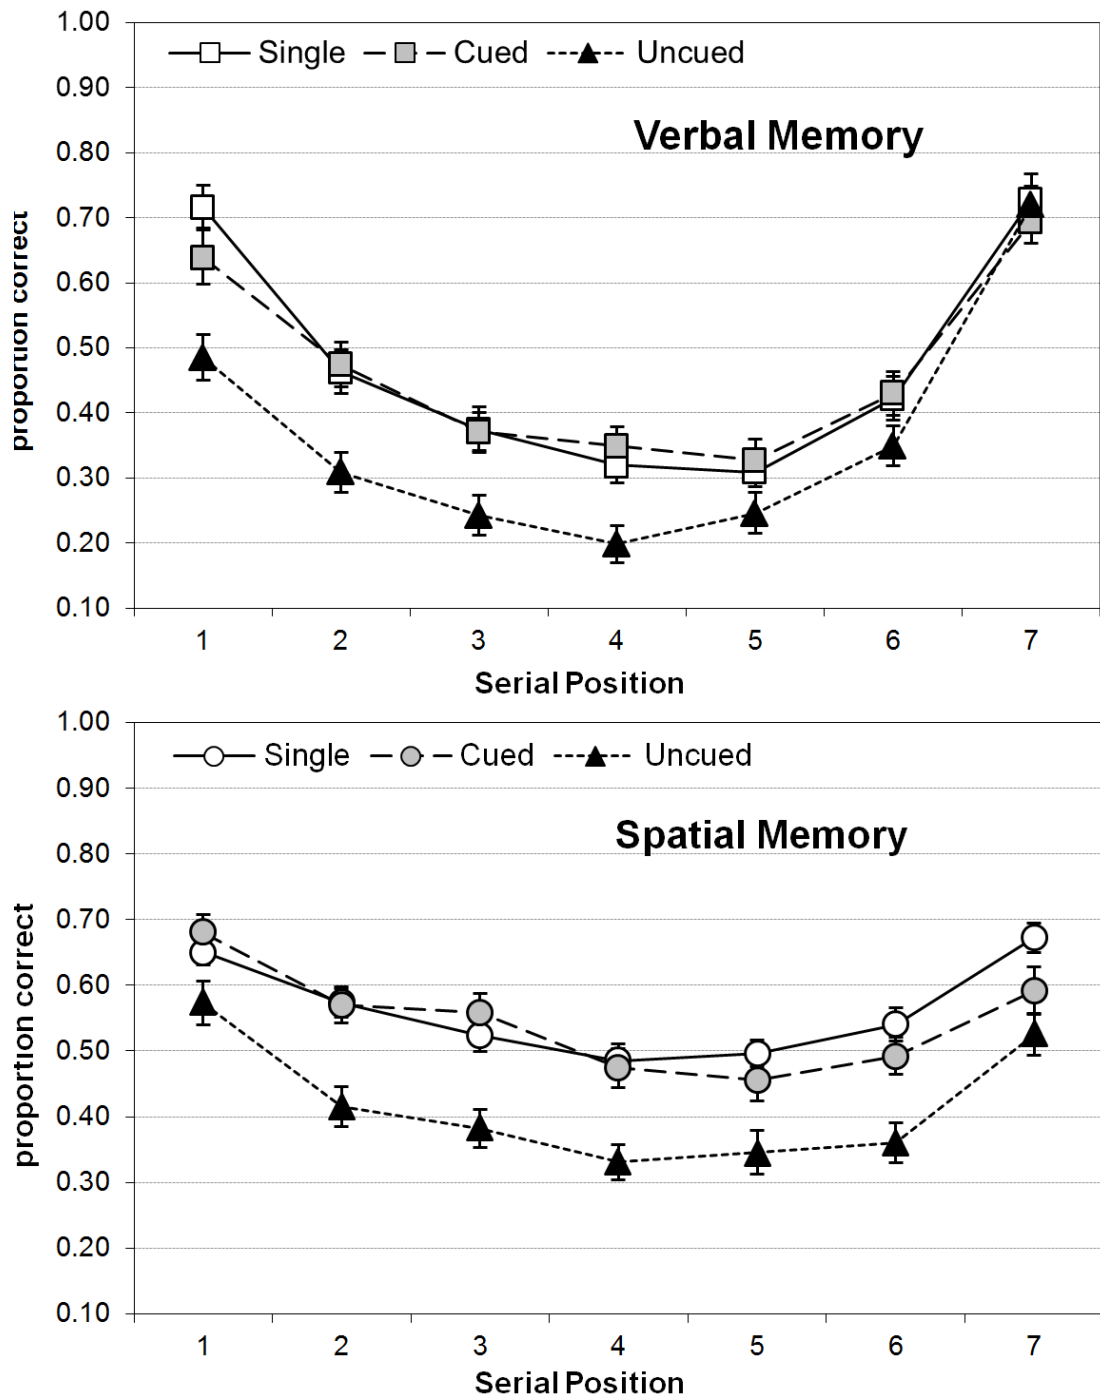 1.00
Single Cued Uncued
0.90
Verbal Memory
0.80
0.70
0.60
0.50
0.40
0.30
0.20
0.10
proportion correct
1 2 3 4 5 6 7
Serial Position
1.00
Single Cued Uncued
0.90
Spatial Memory
0.80
0.70
0.60
0.50
0.40
0.30
0.20
0.10
proportion correct
1 2 3 4 5 6 7
Serial Position